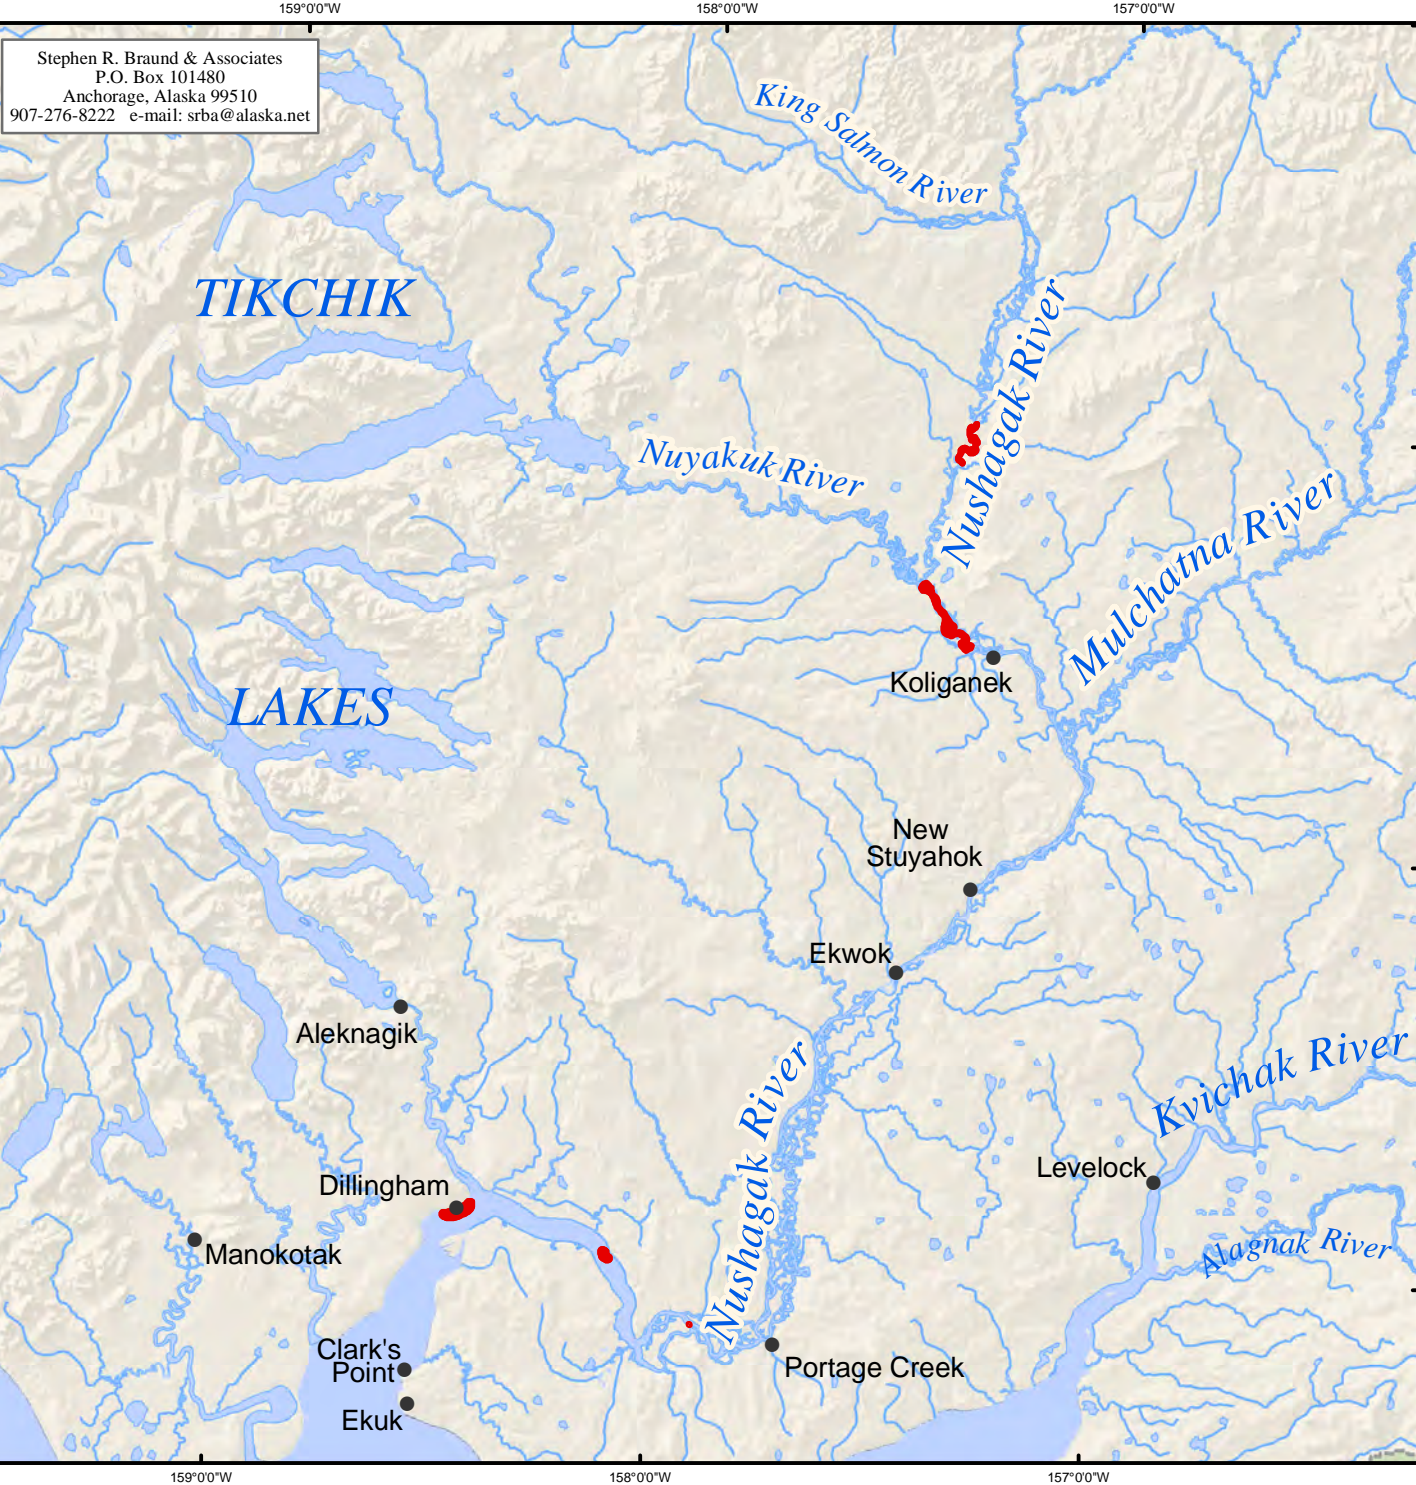 159°0'0"W
158°0'0"W
157°0'0"W
Stephen R. Braund & Associates
P.O. Box 101480
Anchorage, Alaska 99510
907-276-8222 e-mail: srba@alaska.net
King Salmon River
TIKCHIK
Nushagak River
Nuyakuk River
Mulchatna River
Koliganek
LAKES
New
Stuyahok
Ekwok
Aleknagik
Nushagak River
Kvichak River
Levelock
Dillingham
Manokotak
Alagnak River
Clark's
Point
Portage Creek
Ekuk
159°0'0"W
158°0'0"W
157°0'0"W